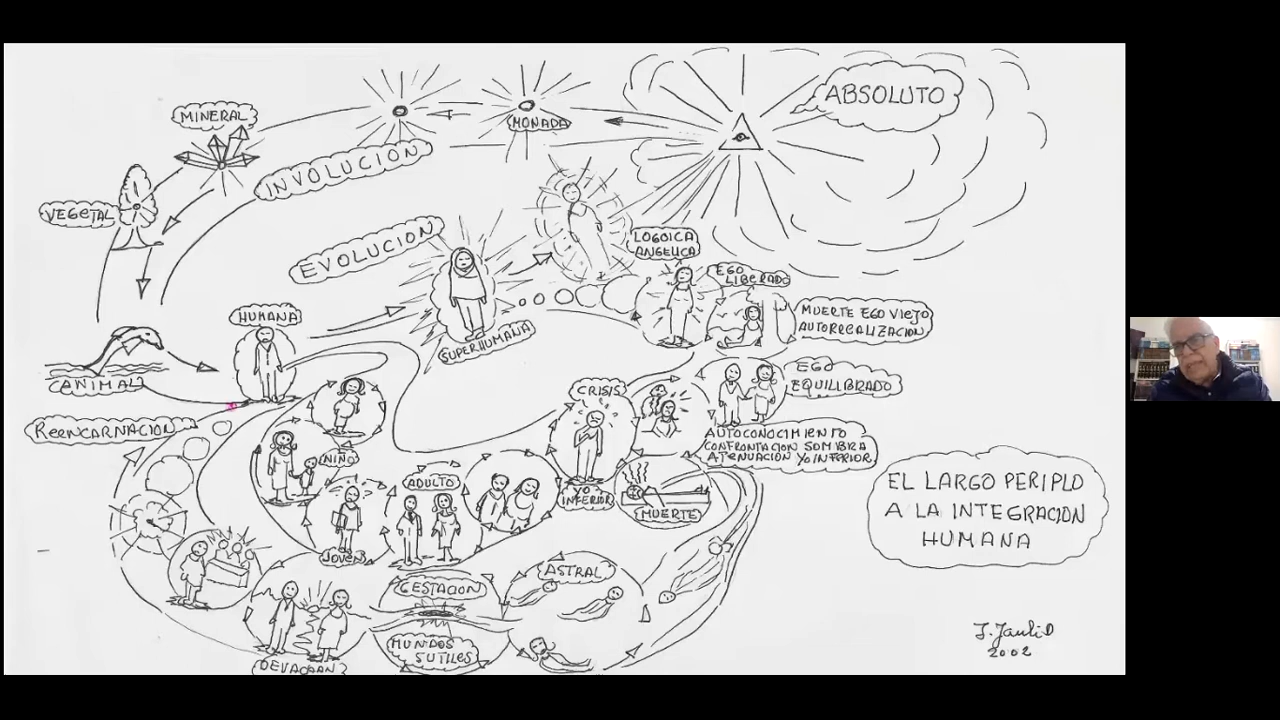 ABSOLUTO
MINERAL
MONADA
INVOLUCION
VEGETAL
EVOLUCION
LOGOICA
ANGELICA
EGO
LIBERADO
HUMANA
MUERTE EGO VIEJO
AUTORREALIZACION
SUPERHUMANA
ANIMAL
EGO
EQUILIBRADO
CRISIS
REENCARNACION
AUTOCONOCIMIENTO
CONFRONTACION SOMBRA
ATENUACION YO INFERIOR
NIÑO
ADULTO
YO
INFERIOR
MUERTE
EL LARGO PERIPLO
A LA INTEGRACION
HUMANA
JOVEN
GESTACION
ASTRAL
MUNDOS
SUTILES
DEVACHAN
2002